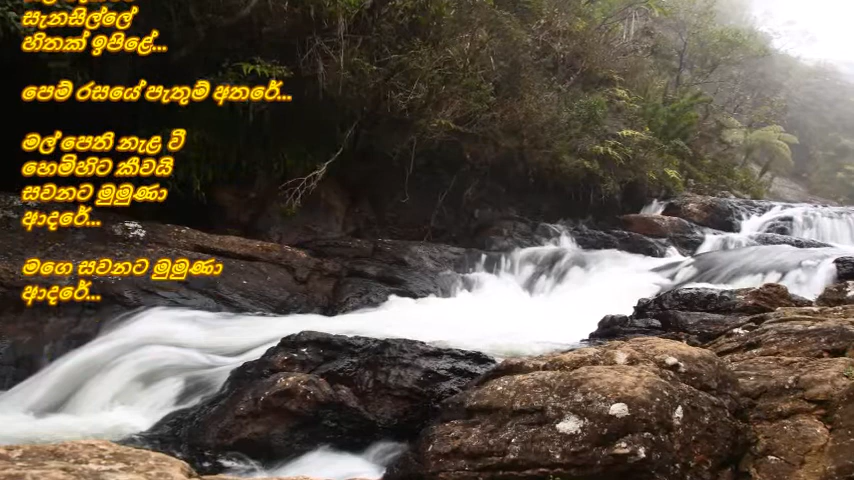 සැනසිල්ලේ
හිතක් ඉපිළේ...
පෙම් රසයේ පැතුම් අතරේ...
මල් පෙති නැළ වී
හෙමිහිට කීවයි
සවනට මුමුණා
ආදරේ...
මගෙ සවනට මුමුණා
ආදරේ...